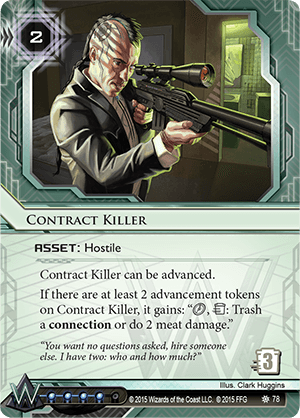 2
CONTRACT KILLER
ASSET: Hostile
Contract Killer can be advanced.
If there are at least 2 advancement tokens
on Contract Killer, it gains: “, : Trash
a connection or do 2 meat damage.”
“You want no questions asked, hire someone
else. I have two: who and how much?”
3
Illus. Clark Huggins
©2015 Wizards of the Coast LLC. ©2015 FFG
78